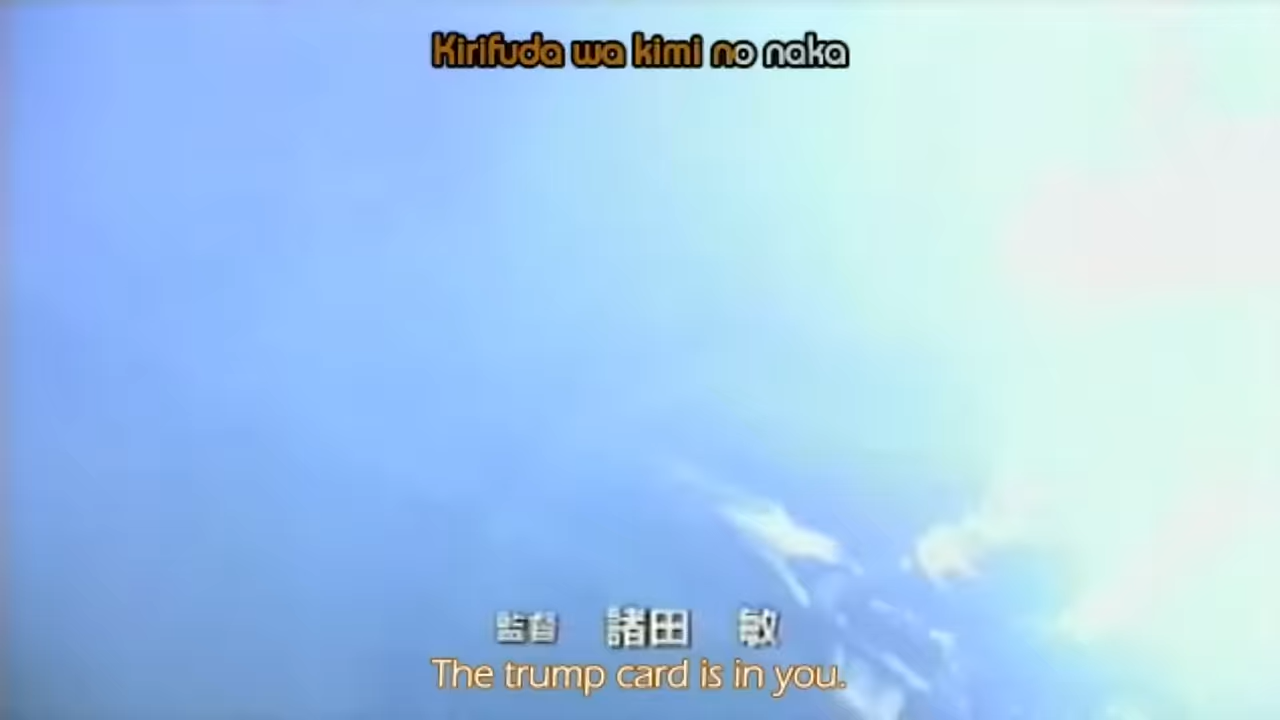 Kirifuda wa kimi no naka
監督 諸田 敏
The trump card is in you.